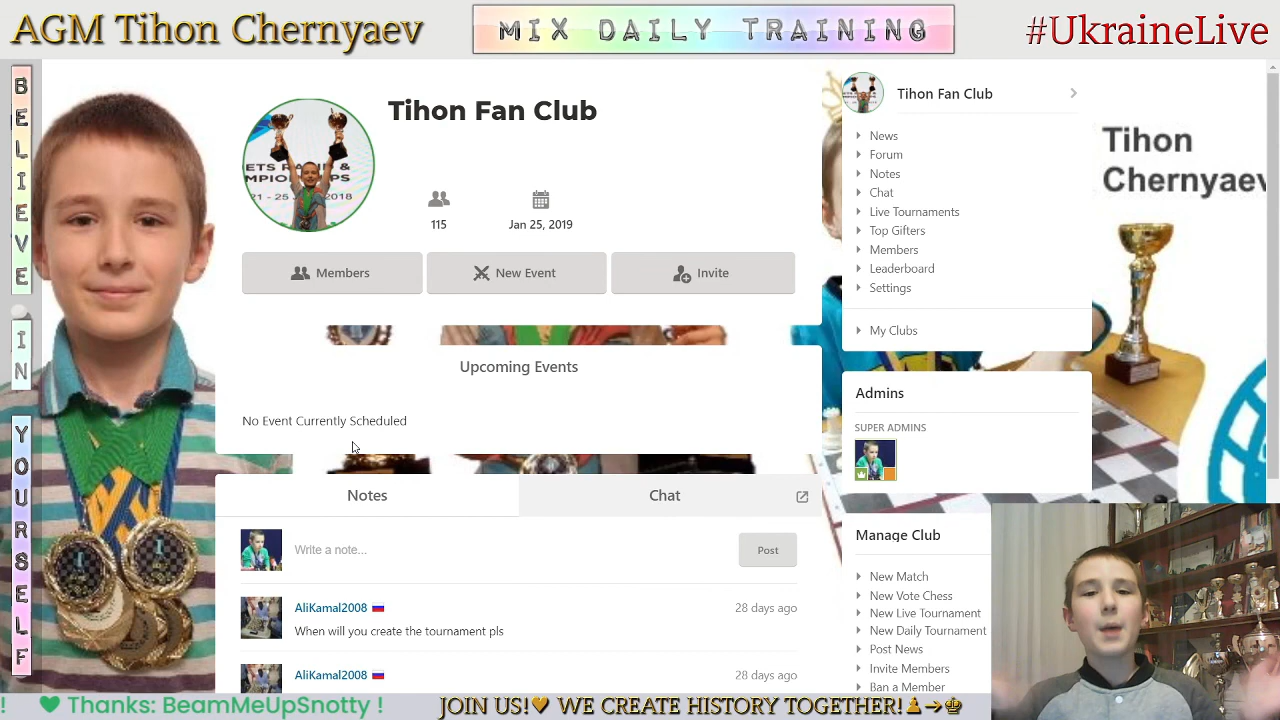 AGM Tihon Chernyaev
MIX DAILY TRAINING
#UkraineLive
BELIEVE
IN
YOURSELF
Tihon Fan Club
115
Jan 25, 2019
Members
New Event
Invite
Upcoming Events
No Event Currently Scheduled
Notes
Chat
Write a note...
Post
AliKamal2008
28 days ago
When will you create the tournament pls
AliKamal2008
28 days ago
Tihon Fan Club
News
Forum
Notes
Chat
Live Tournaments
Top Gifters
Members
Leaderboard
Settings
My Clubs
Admins
SUPER ADMINS
Manage Club
New Match
New Vote Chess
New Live Tournament
New Daily Tournament
Post News
Invite Members
Ban a Member
Tihon
Chernyaev
21 - 25
2018
! 💚 Thanks: BeamMeUpSnotty !
JOIN US!♥ WE CREATE HISTORY TOGETHER!♟→♚